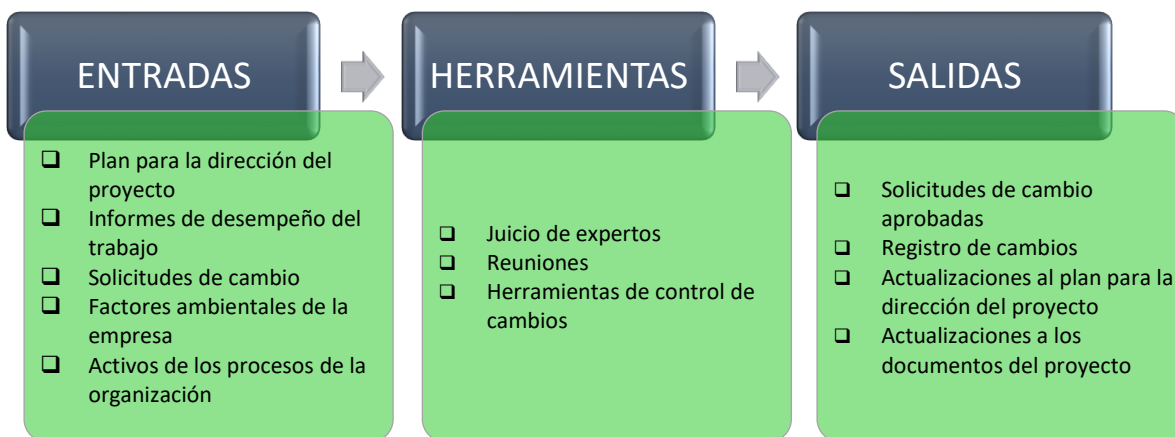 ENTRADAS
Plan para la dirección del
proyecto
Informes de desempeño del
trabajo
Solicitudes de cambio
Factores ambientales de la
empresa
Activos de los procesos de la
organización
HERRAMIENTAS
Juicio de expertos
Reuniones
Herramientas de control de
cambios
SALIDAS
Solicitudes de cambio
aprobadas
Registro de cambios
Actualizaciones al plan para la
dirección del proyecto
Actualizaciones a los
documentos del proyecto